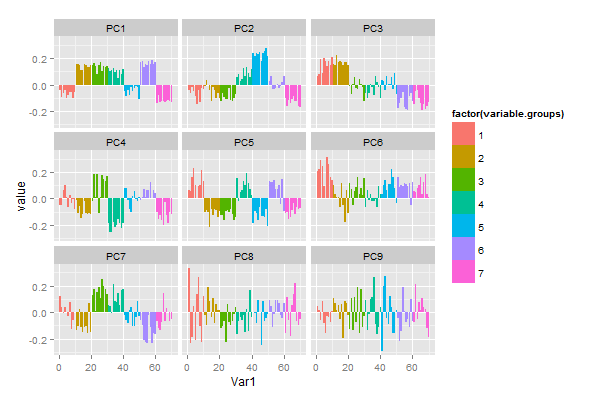 PC1 PC2 PC3
0.2
0.0
-0.2
PC4 PC5 PC6
0.2
0.0
-0.2
PC7 PC8 PC9
0.2
0.0
-0.2
0 20 40 60 0 20 40 60 0 20 40 60
value
Var1
factor(variable.groups)
1
2
3
4
5
6
7